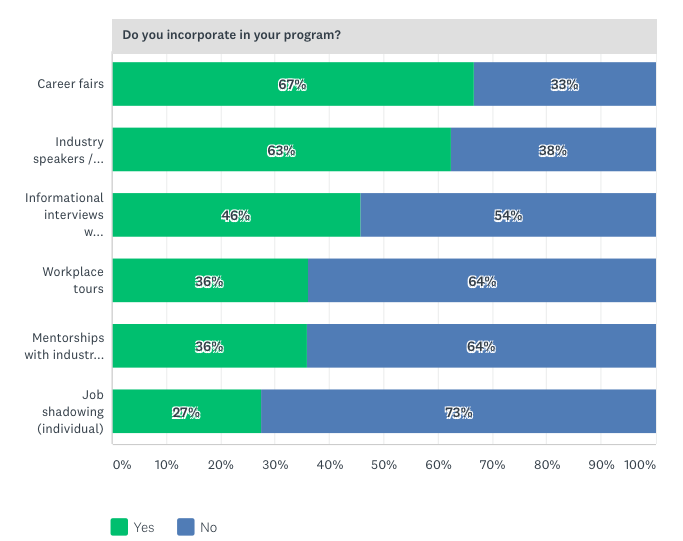 Do you incorporate in your program?
Career fairs
67%
33%
Industry
speakers /...
63%
38%
Informational
interviews
w...
46%
54%
Workplace
tours
36%
64%
Mentorships
with industr...
36%
64%
Job
shadowing
(individual)
27%
73%
0% 10% 20% 30% 40% 50% 60% 70% 80% 90% 100%
Yes No